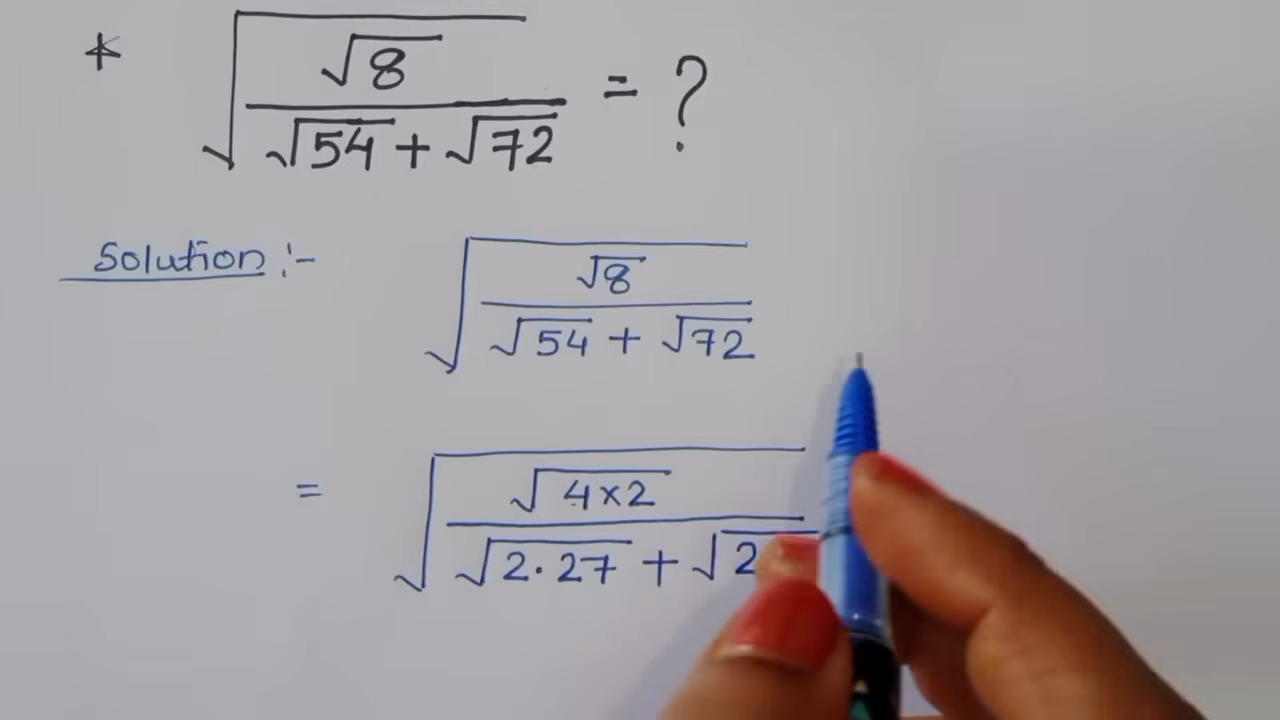 * √(√8 / (√54 + √72)) = ?
Solution :-
√(√8 / (√54 + √72))
= √(√(4×2) / (√(2·27) + √(2